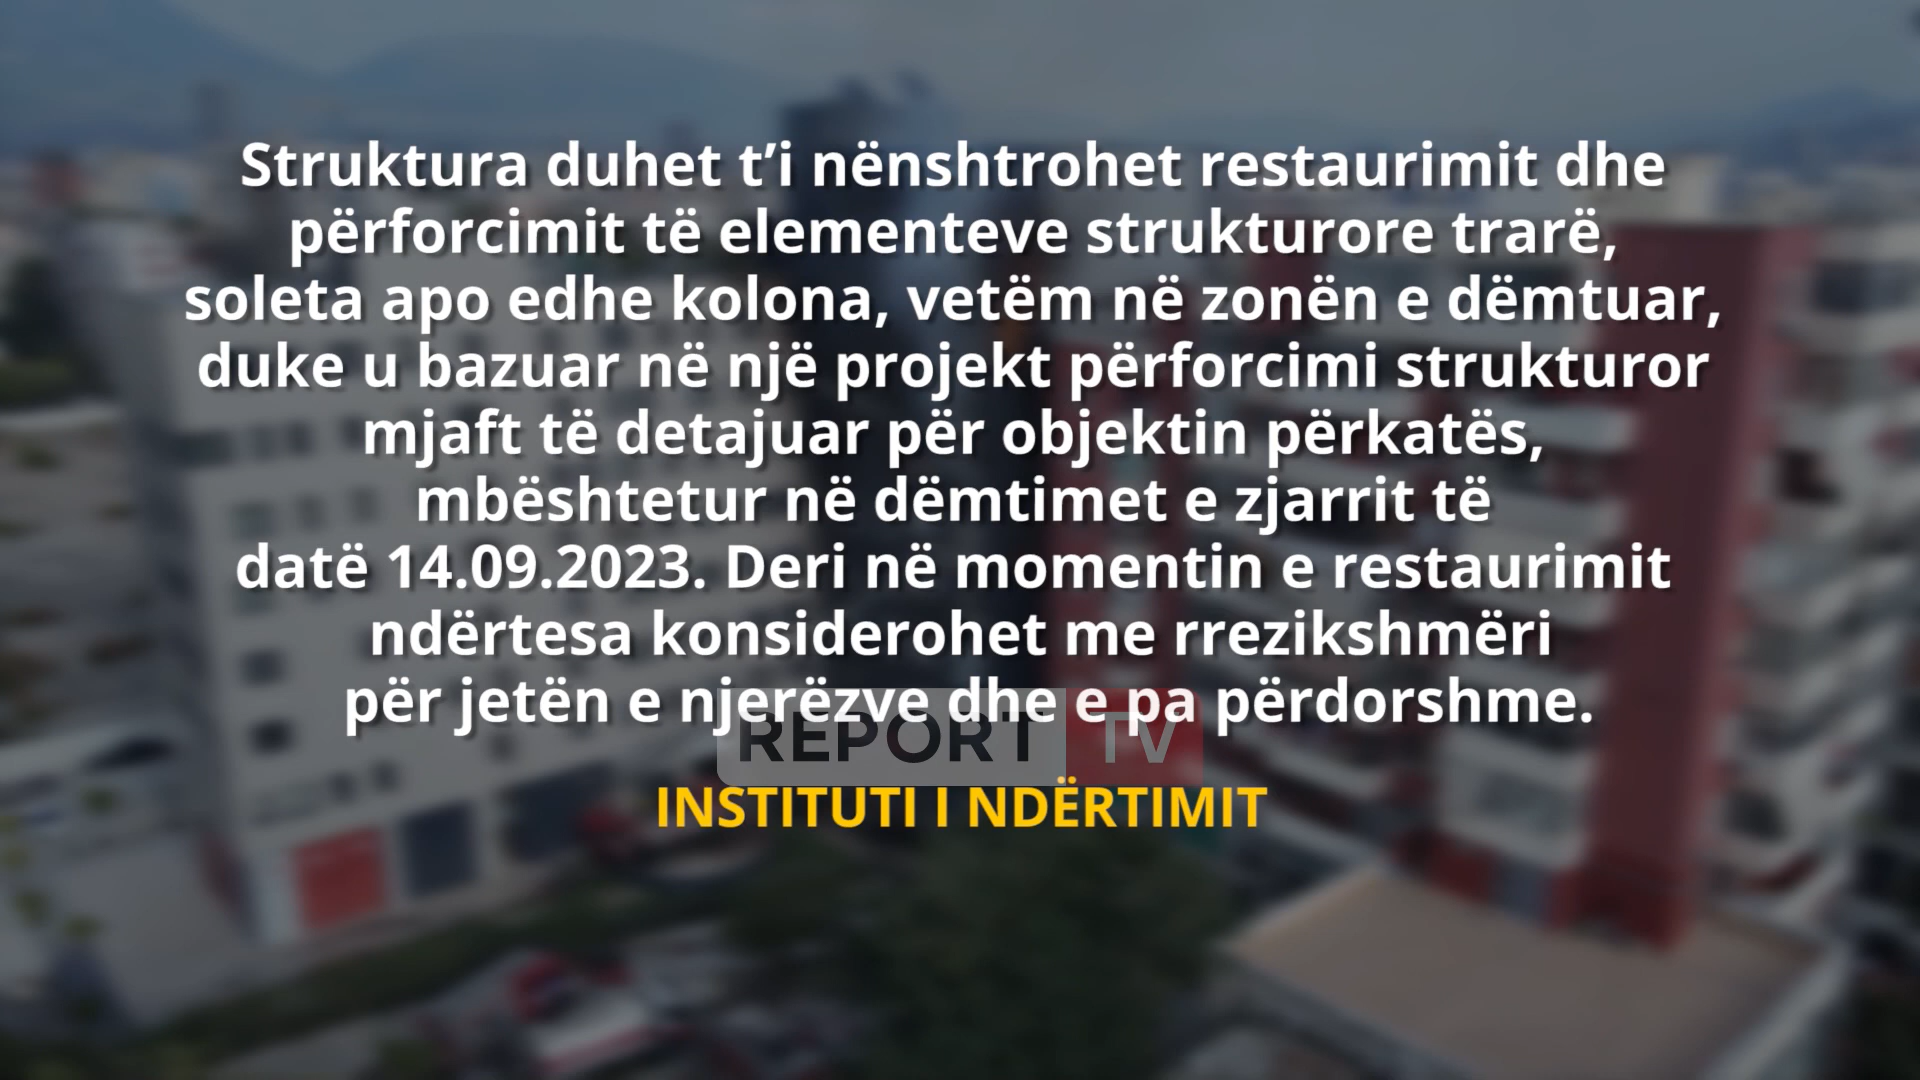 Struktura duhet t’i nënshtrohet restaurimit dhe
përforcimit të elementeve strukturore trarë,
soleta apo edhe kolona, vetëm në zonën e dëmtuar,
duke u bazuar në një projekt përforcimi strukturor
mjaft të detajuar për objektin përkatës,
mbështetur në dëmtimet e zjarrit të
datë 14.09.2023. Deri në momentin e restaurimit
ndërtesa konsiderohet me rrezikshmëri
për jetën e njerëzve dhe e pa përdorshme.
REPORT TV
INSTITUTI I NDËRTIMIT